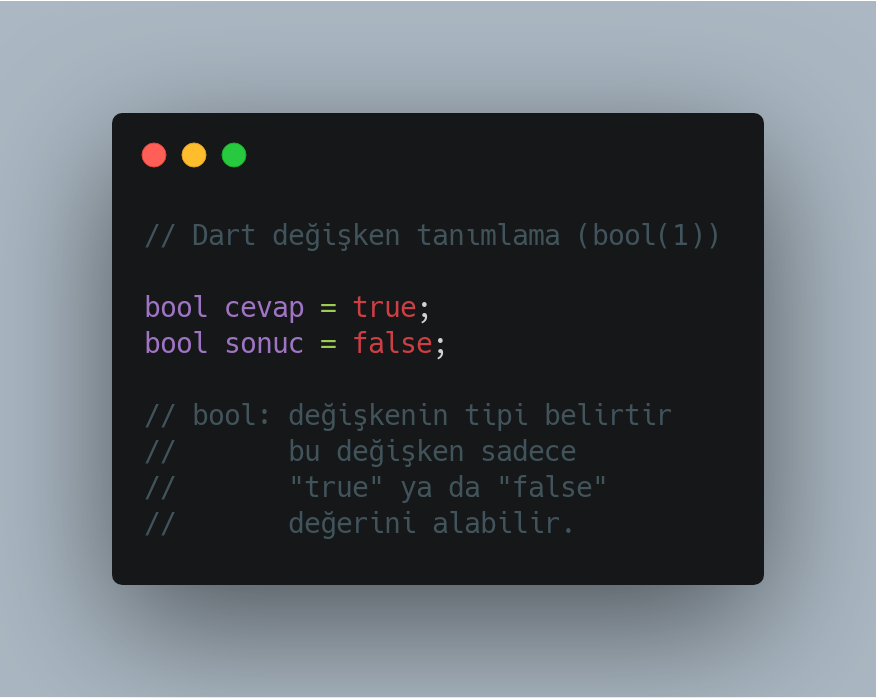 // Dart değişken tanımlama (bool(1))
bool cevap = true;
bool sonuc = false;
// bool: değişkenin tipi belirtir
//       bu değişken sadece
//       "true" ya da "false"
//       değerini alabilir.